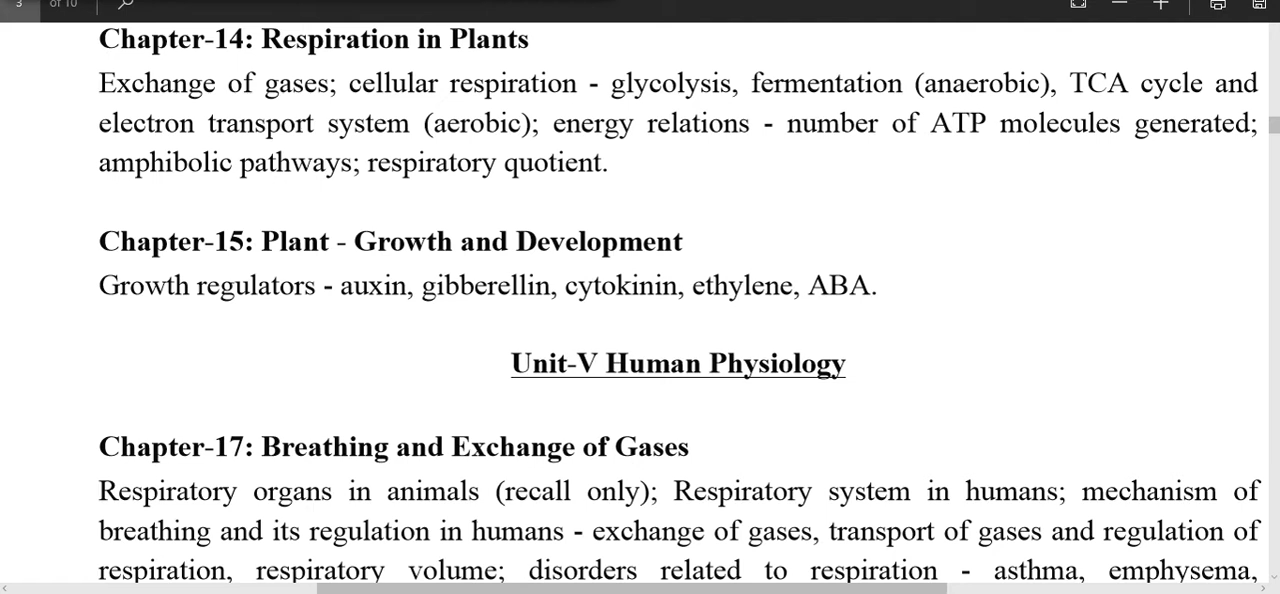 3
of 10
Chapter-14: Respiration in Plants
Exchange of gases; cellular respiration - glycolysis, fermentation (anaerobic), TCA cycle and
electron transport system (aerobic); energy relations - number of ATP molecules generated;
amphibolic pathways; respiratory quotient.
Chapter-15: Plant - Growth and Development
Growth regulators - auxin, gibberellin, cytokinin, ethylene, ABA.
Unit-V Human Physiology
Chapter-17: Breathing and Exchange of Gases
Respiratory organs in animals (recall only); Respiratory system in humans; mechanism of
breathing and its regulation in humans - exchange of gases, transport of gases and regulation of
respiration, respiratory volume; disorders related to respiration - asthma, emphysema,